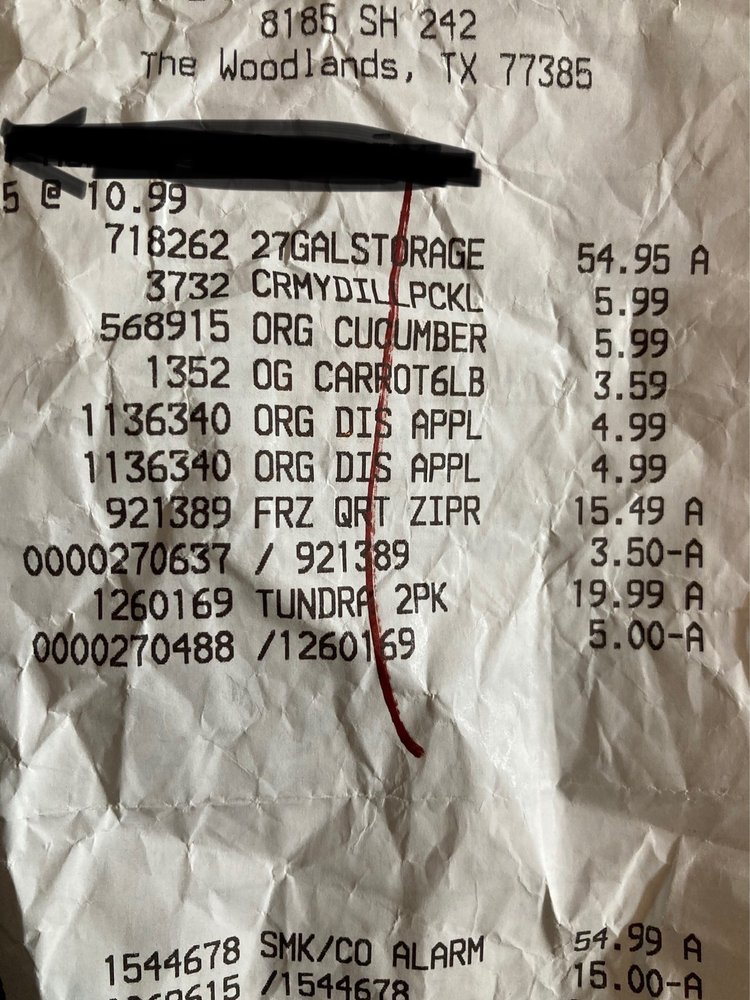 8185 SH 242
The Woodlands, TX 77385
5 @ 10.99
718262 27GALSTORAGE 54.95 A
3732 CRMYDILLPCKL 5.99
568915 ORG CUCUMBER 5.99
1352 OG CARROT6LB 3.59
1136340 ORG DIS APPL 4.99
1136340 ORG DIS APPL 4.99
921389 FRZ QRT ZIPR 15.49 A
0000270637 / 921389 3.50-A
1260169 TUNDRA 2PK 19.99 A
0000270488 /1260169 5.00-A
1544678 SMK/CO ALARM 54.99 A
/1544678 15.00-A